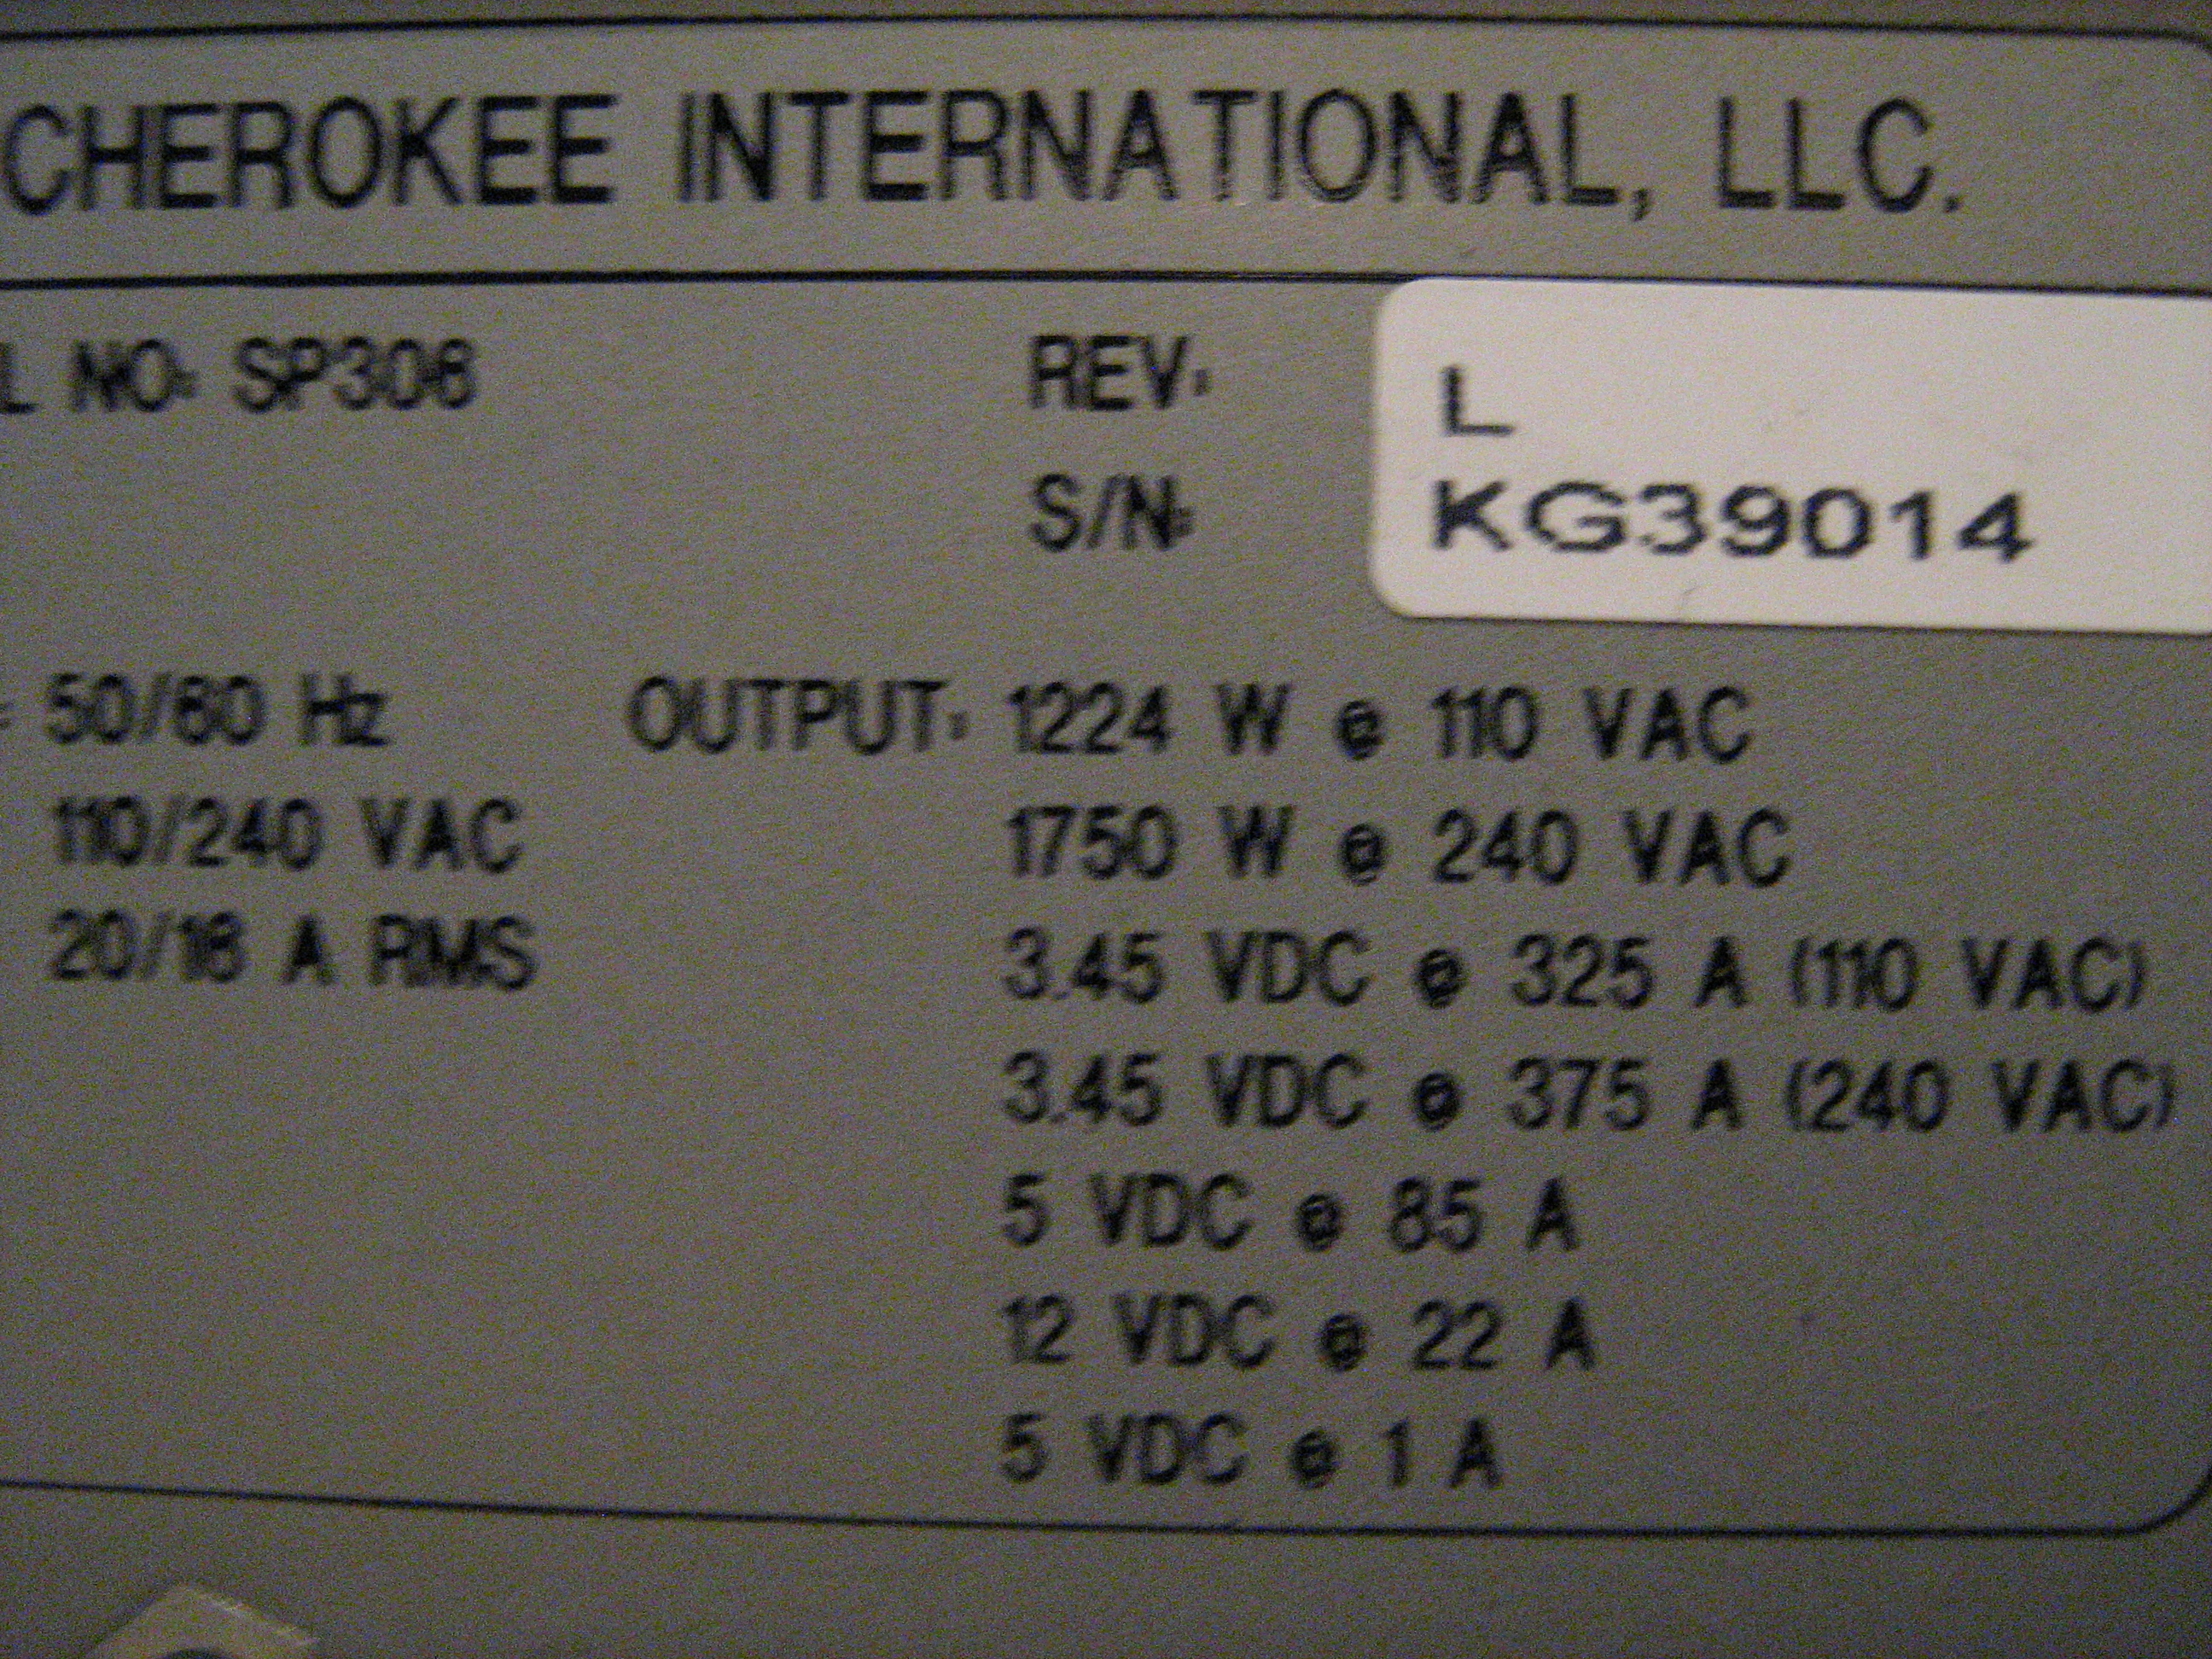 CHEROKEE INTERNATIONAL, LLC.
L NO: SP306 REV: L
S/N: KG39014
: 50/60 Hz OUTPUT: 1224 W @ 110 VAC
110/240 VAC 1750 W @ 240 VAC
20/16 A RMS 3.45 VDC @ 325 A (110 VAC)
3.45 VDC @ 375 A (240 VAC)
5 VDC @ 85 A
12 VDC @ 22 A
5 VDC @ 1 A